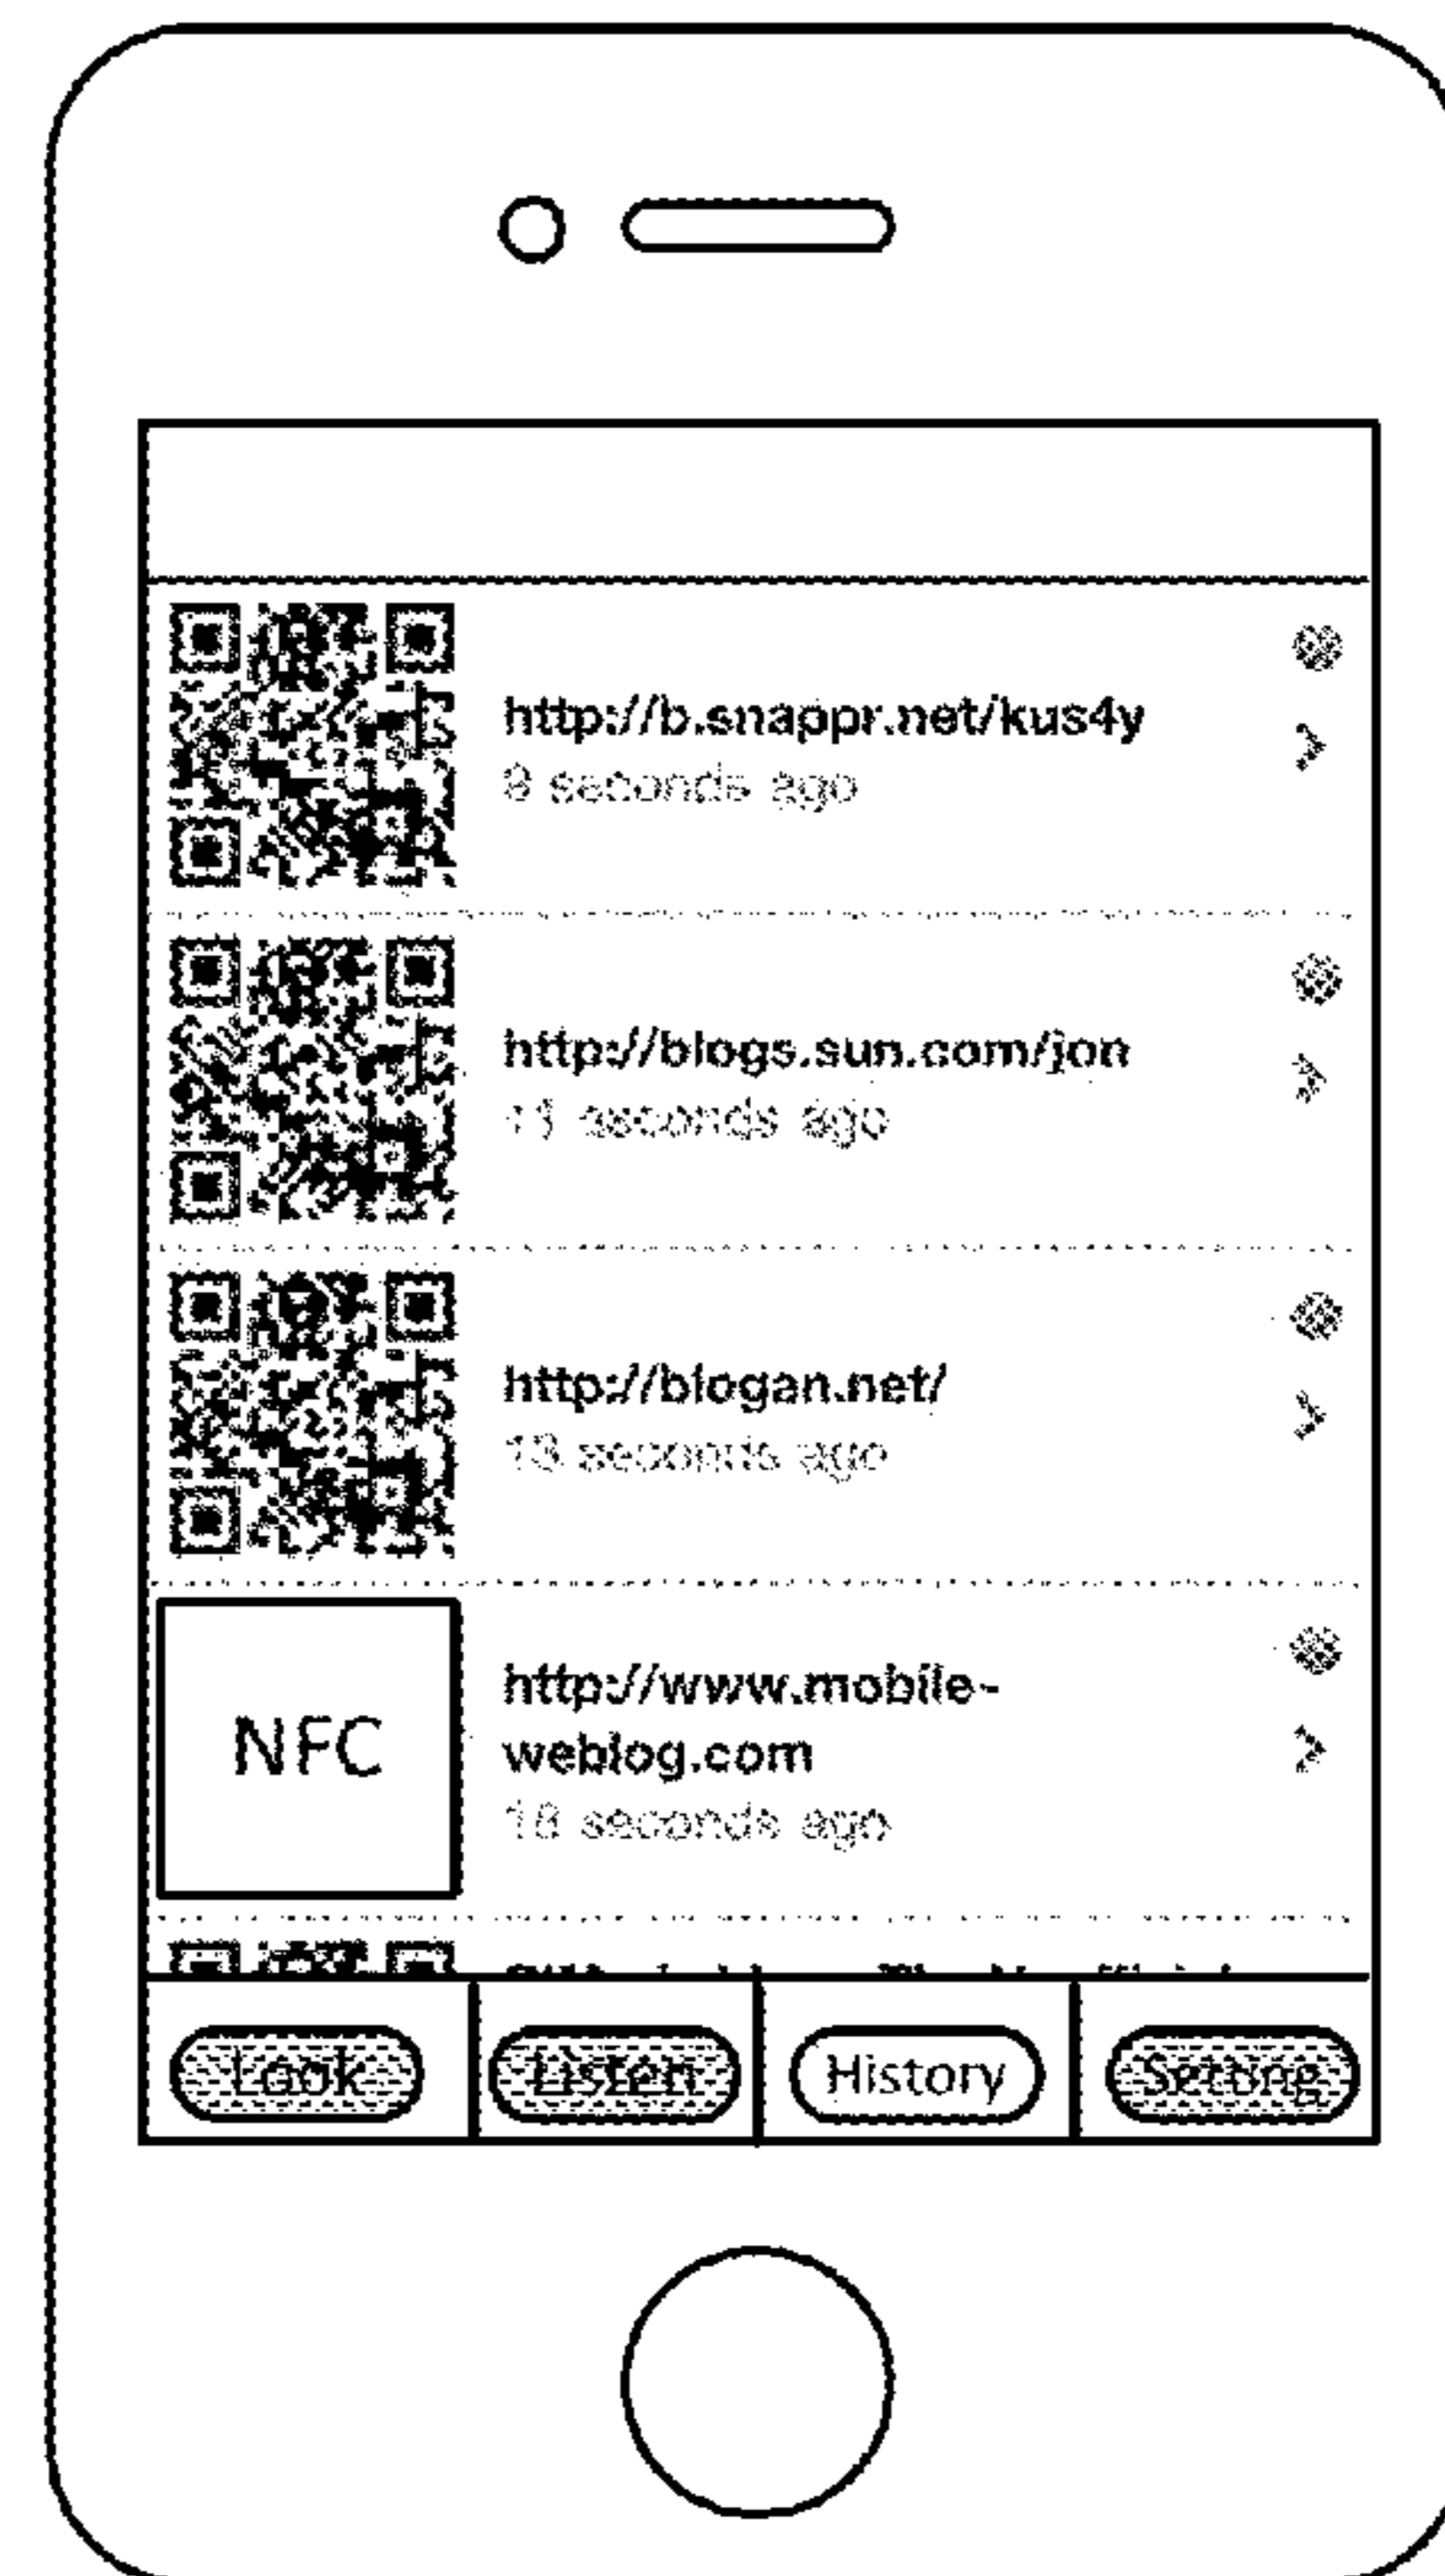 http://b.snappr.net/kus4y
8 seconds ago
http://blogs.sun.com/jon
11 seconds ago
http://blogan.net/
13 seconds ago
NFC
http://www.mobile-
weblog.com
16 seconds ago
Look
Listen
History
Setting